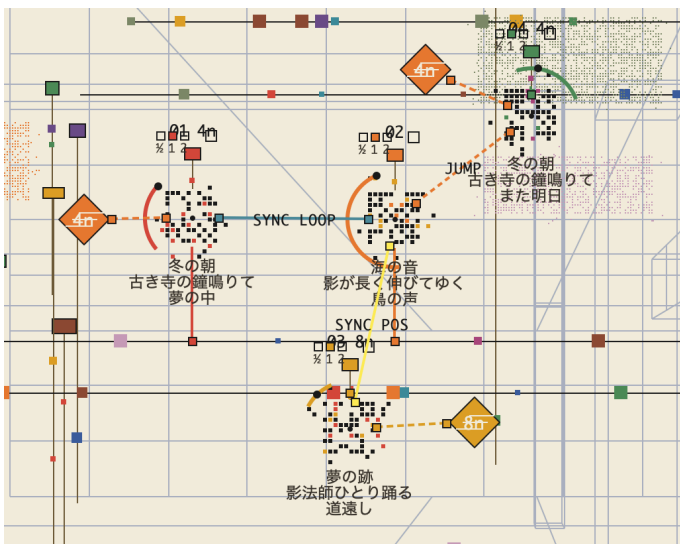 04 4n
½ 1 2
4n
01 4n
½ 1 2
02
½ 1 2
JUMP
冬の朝
古き寺の鐘鳴りて
また明日
4n
SYNC LOOP
冬の朝
古き寺の鐘鳴りて
夢の中
海の音
影が長く伸びてゆく
鳥の声
SYNC POS
03 8n
½ 1 2
8n
夢の跡
影法師ひとり踊る
道遠し